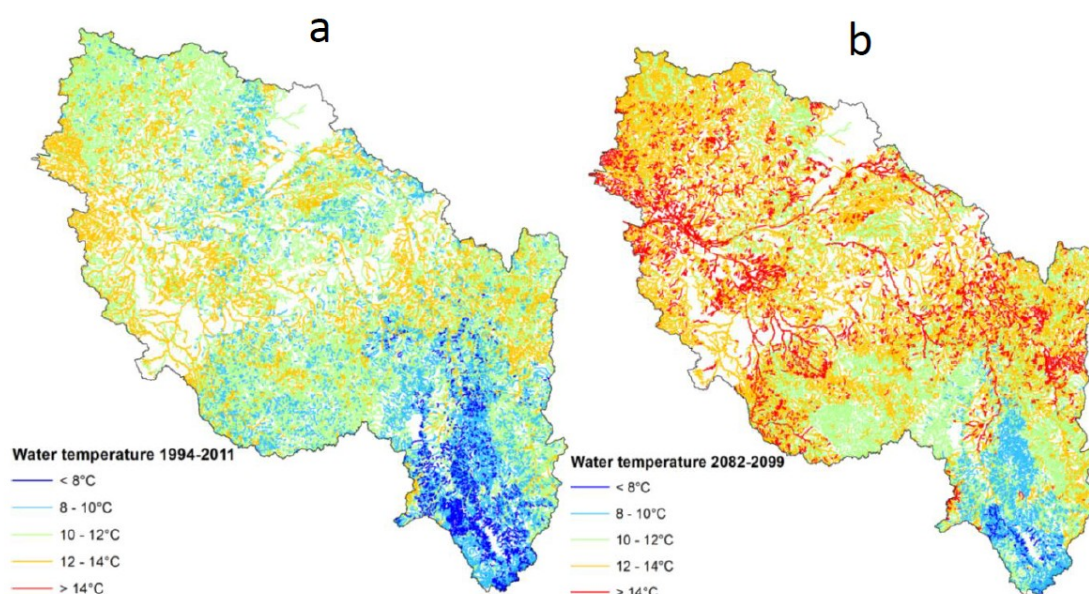 a
b
Water temperature 1994-2011
< 8°C
8 - 10°C
10 - 12°C
12 - 14°C
> 14°C
Water temperature 2082-2099
< 8°C
8 - 10°C
10 - 12°C
12 - 14°C
> 14°C